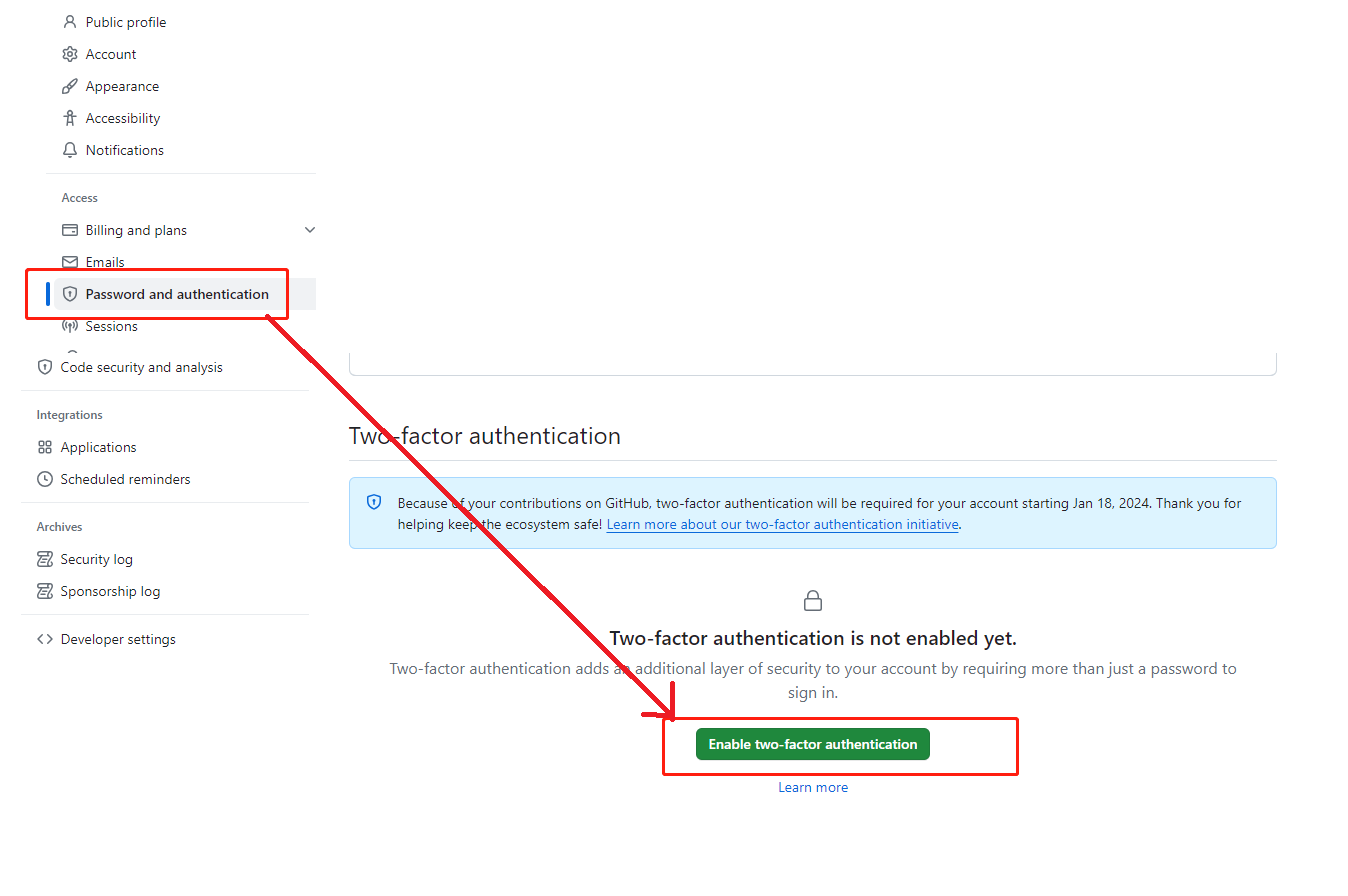 Public profile
Account
Appearance
Accessibility
Notifications
Access
Billing and plans
Emails
Password and authentication
Sessions
Code security and analysis
Integrations
Applications
Scheduled reminders
Archives
Security log
Sponsorship log
Developer settings
Two-factor authentication
Because of your contributions on GitHub, two-factor authentication will be required for your account starting Jan 18, 2024. Thank you for
helping keep the ecosystem safe! Learn more about our two-factor authentication initiative.
Two-factor authentication is not enabled yet.
Two-factor authentication adds an additional layer of security to your account by requiring more than just a password to
sign in.
Enable two-factor authentication
Learn more